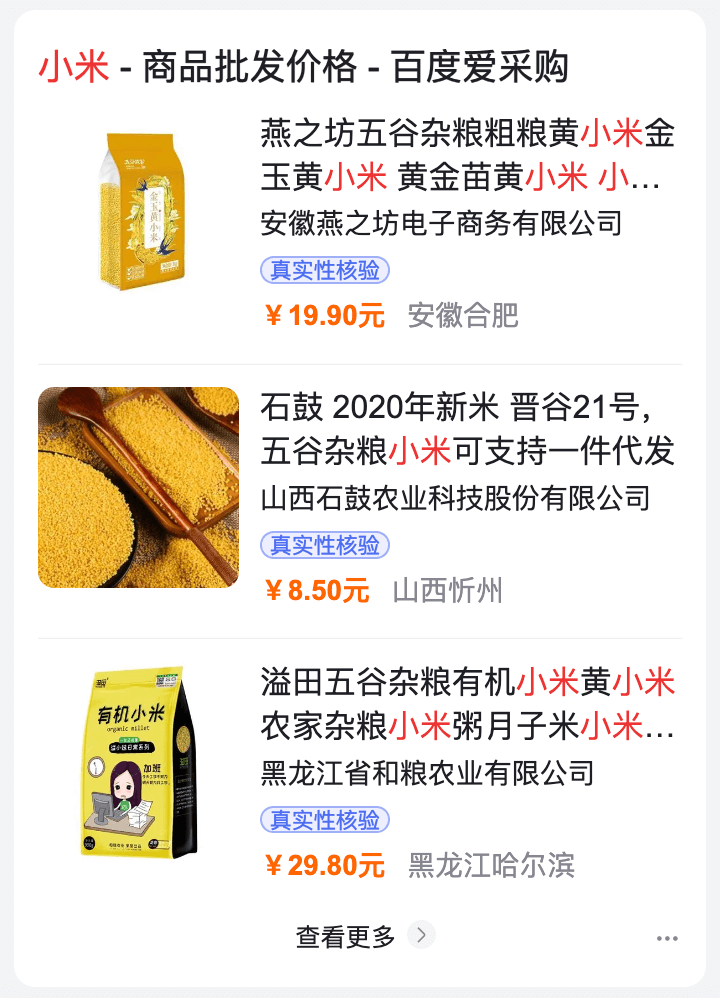 小米 - 商品批发价格 - 百度爱采购
燕之坊五谷杂粮粗粮黄小米金
玉黄小米 黄金苗黄小米 小...
安徽燕之坊电子商务有限公司
真实性核验
￥19.90元 安徽合肥
金玉黄小米
石鼓 2020年新米 晋谷21号,
五谷杂粮小米可支持一件代发
山西石鼓农业科技股份有限公司
真实性核验
￥8.50元 山西忻州
溢田五谷杂粮有机小米黄小米
农家杂粮小米粥月子米小米...
黑龙江省和粮农业有限公司
真实性核验
￥29.80元 黑龙江哈尔滨
有机小米
organic millet
加班
查看更多